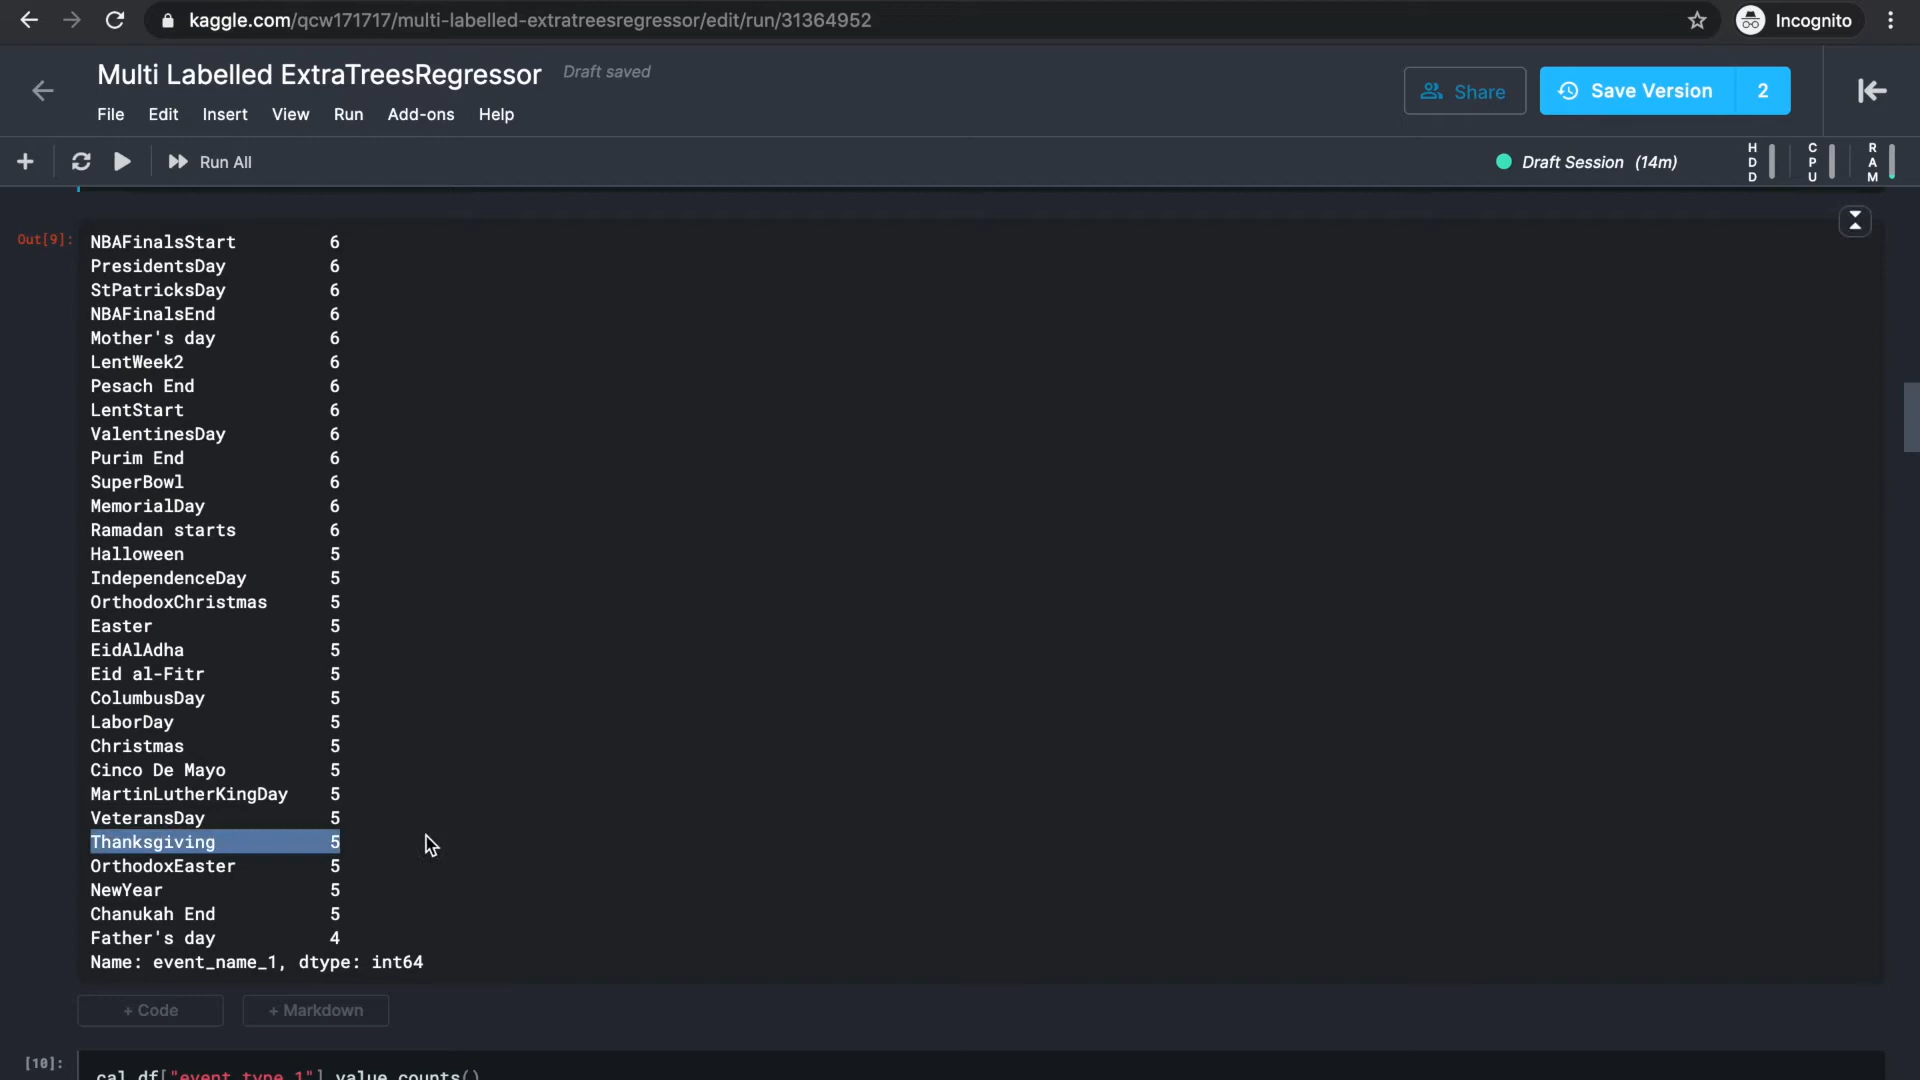 kaggle.com/qcw171717/multi-labelled-extratreesregressor/edit/run/31364952
Incognito
Multi Labelled ExtraTreesRegressor
Draft saved
Share
Save Version
2
File Edit Insert View Run Add-ons Help
Run All
Draft Session (14m)
HDD
CPU
RAM
Out[9]:
NBAFinalsStart 6
PresidentsDay 6
StPatricksDay 6
NBAFinalsEnd 6
Mother's day 6
LentWeek2 6
Pesach End 6
LentStart 6
ValentinesDay 6
Purim End 6
SuperBowl 6
MemorialDay 6
Ramadan starts 6
Halloween 5
IndependenceDay 5
OrthodoxChristmas 5
Easter 5
EidAlAdha 5
Eid al-Fitr 5
ColumbusDay 5
LaborDay 5
Christmas 5
Cinco De Mayo 5
MartinLutherKingDay 5
VeteransDay 5
Thanksgiving 5
OrthodoxEaster 5
NewYear 5
Chanukah End 5
Father's day 4
Name: event_name_1, dtype: int64
+ Code
+ Markdown
[10]:
cal_df["event_type_1"].value_counts()